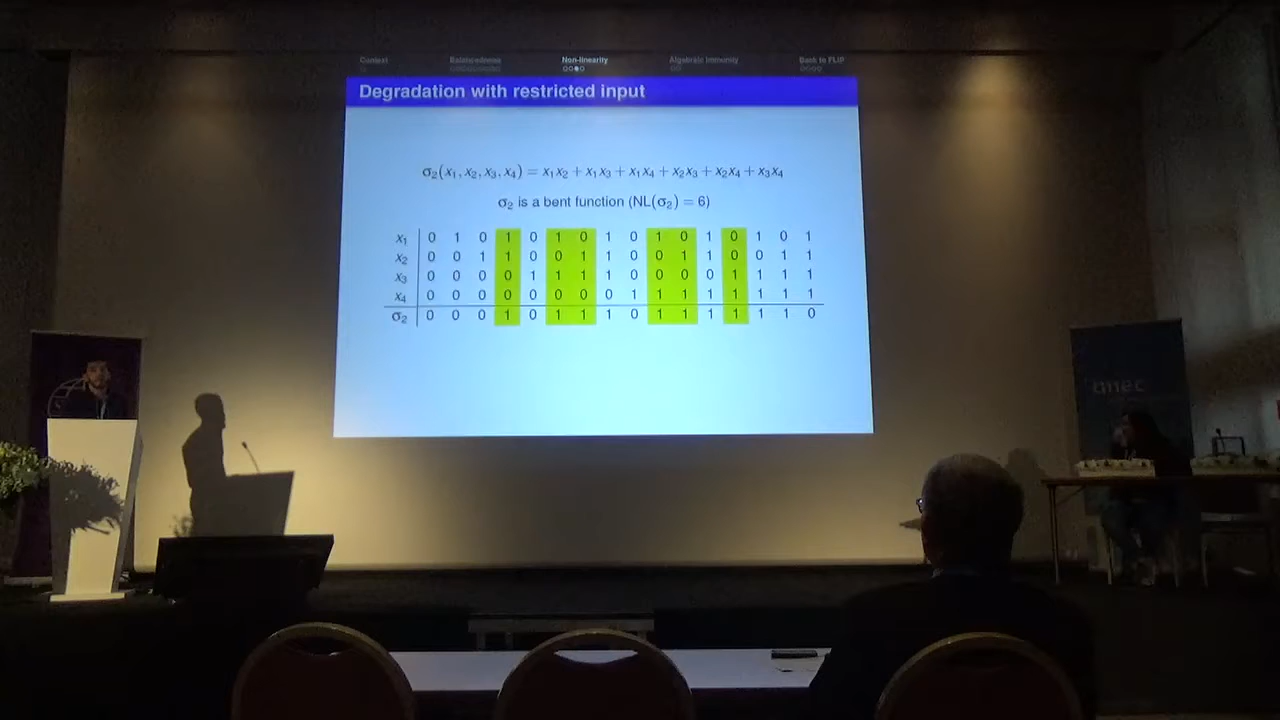 Context Balancedness Non-linearity Algebraic Immunity Back to FLIP
Degradation with restricted input
σ₂(x₁, x₂, x₃, x₄) = x₁x₂ + x₁x₃ + x₁x₄ + x₂x₃ + x₂x₄ + x₃x₄
σ₂ is a bent function (NL(σ₂) = 6)
x₁ 0 1 0 1 0 1 0 1 0 1 0 1 0 1 0 1
x₂ 0 0 1 1 0 0 1 1 0 0 1 1 0 0 1 1
x₃ 0 0 0 0 1 1 1 1 0 0 0 0 1 1 1 1
x₄ 0 0 0 0 0 0 0 0 1 1 1 1 1 1 1 1
σ₂ 0 0 0 1 0 1 1 1 0 1 1 1 1 1 1 0